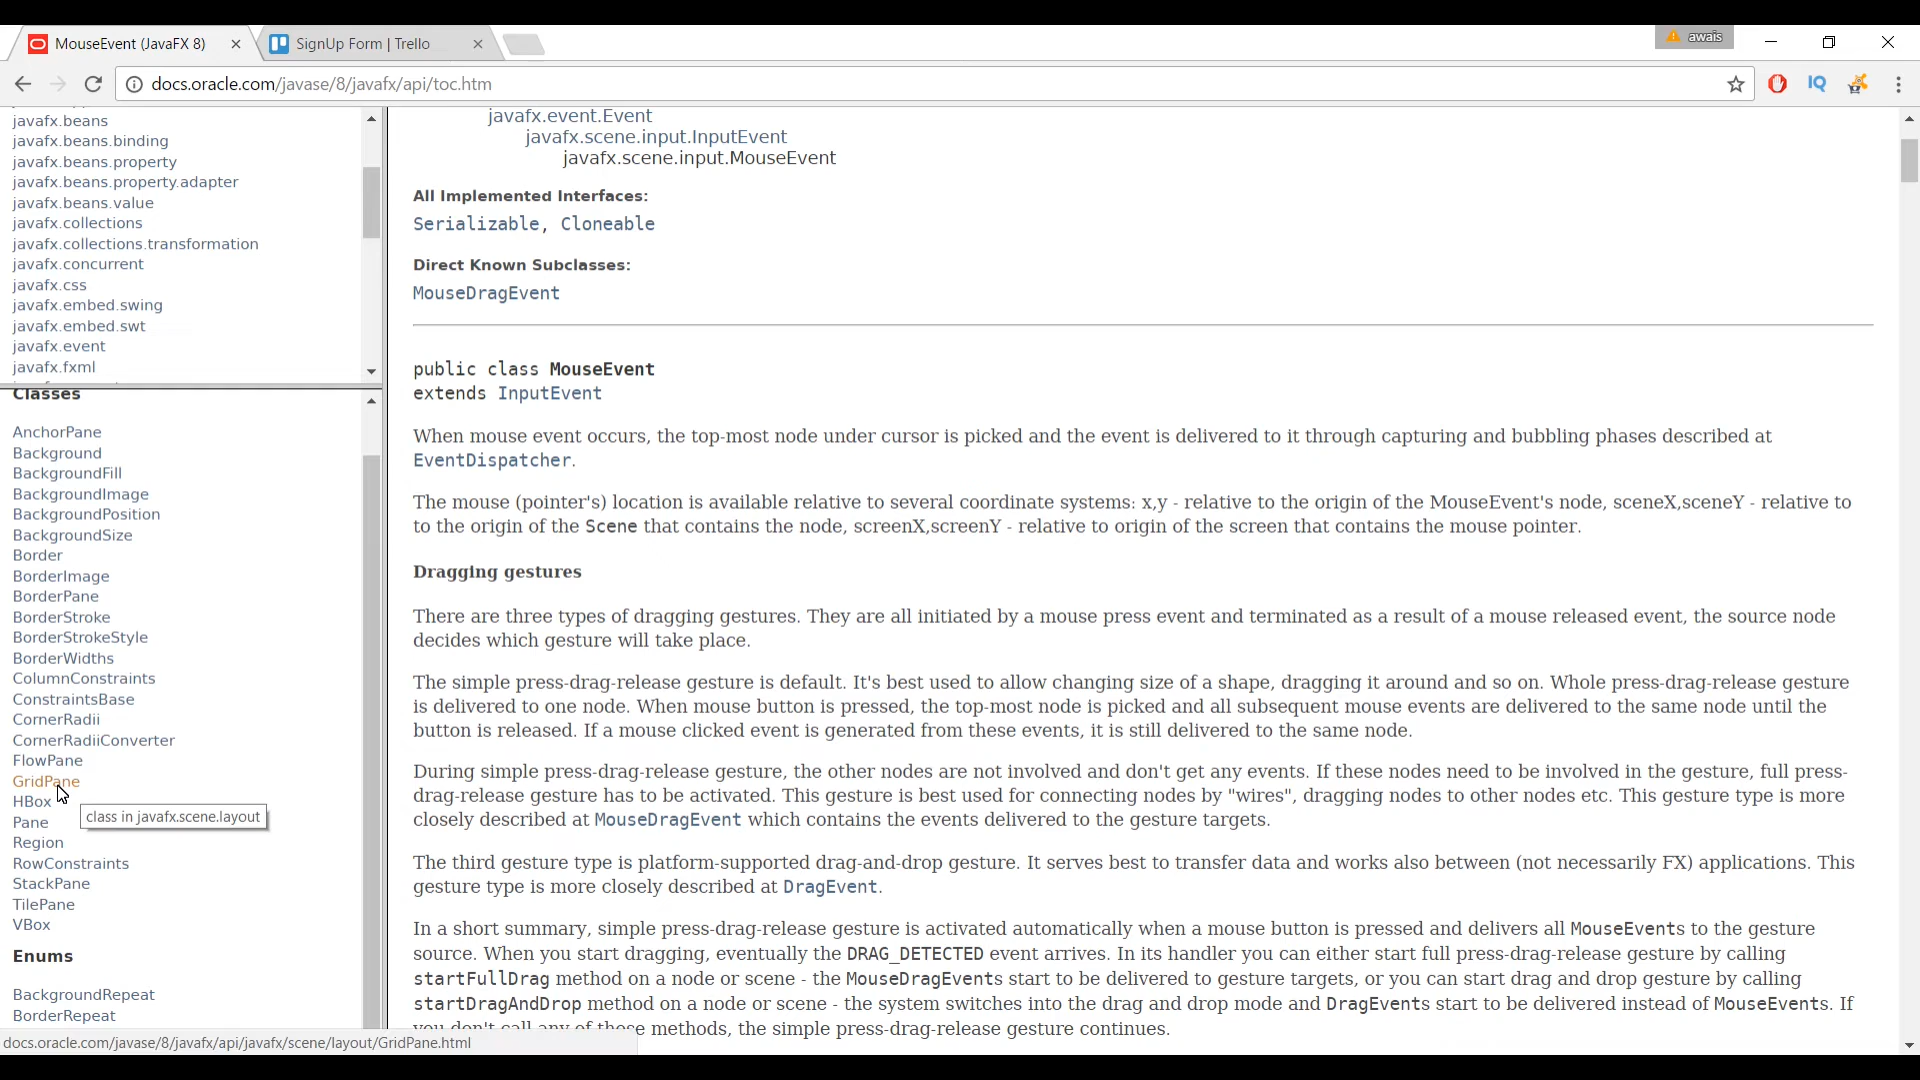 MouseEvent (JavaFX 8)
SignUp Form | Trello
awais
docs.oracle.com/javase/8/javafx/api/toc.htm
IQ
javafx.beans
javafx.beans.binding
javafx.beans.property
javafx.beans.property.adapter
javafx.beans.value
javafx.collections
javafx.collections.transformation
javafx.concurrent
javafx.css
javafx.embed.swing
javafx.embed.swt
javafx.event
javafx.fxml
Classes
AnchorPane
Background
BackgroundFill
BackgroundImage
BackgroundPosition
BackgroundSize
Border
BorderImage
BorderPane
BorderStroke
BorderStrokeStyle
BorderWidths
ColumnConstraints
ConstraintsBase
CornerRadii
CornerRadiiConverter
FlowPane
GridPane
HBox
class in javafx.scene.layout
Pane
Region
RowConstraints
StackPane
TilePane
VBox
Enums
BackgroundRepeat
BorderRepeat
docs.oracle.com/javase/8/javafx/api/javafx/scene/layout/GridPane.html
javafx.event.Event
javafx.scene.input.InputEvent
javafx.scene.input.MouseEvent
All Implemented Interfaces:
Serializable, Cloneable
Direct Known Subclasses:
MouseDragEvent
public class MouseEvent
extends InputEvent
When mouse event occurs, the top-most node under cursor is picked and the event is delivered to it through capturing and bubbling phases described at
EventDispatcher.
The mouse (pointer's) location is available relative to several coordinate systems: x,y - relative to the origin of the MouseEvent's node, sceneX,sceneY - relative to
to the origin of the Scene that contains the node, screenX,screenY - relative to origin of the screen that contains the mouse pointer.
Dragging gestures
There are three types of dragging gestures. They are all initiated by a mouse press event and terminated as a result of a mouse released event, the source node
decides which gesture will take place.
The simple press-drag-release gesture is default. It's best used to allow changing size of a shape, dragging it around and so on. Whole press-drag-release gesture
is delivered to one node. When mouse button is pressed, the top-most node is picked and all subsequent mouse events are delivered to the same node until the
button is released. If a mouse clicked event is generated from these events, it is still delivered to the same node.
During simple press-drag-release gesture, the other nodes are not involved and don't get any events. If these nodes need to be involved in the gesture, full press-
drag-release gesture has to be activated. This gesture is best used for connecting nodes by "wires", dragging nodes to other nodes etc. This gesture type is more
closely described at MouseDragEvent which contains the events delivered to the gesture targets.
The third gesture type is platform-supported drag-and-drop gesture. It serves best to transfer data and works also between (not necessarily FX) applications. This
gesture type is more closely described at DragEvent.
In a short summary, simple press-drag-release gesture is activated automatically when a mouse button is pressed and delivers all MouseEvents to the gesture
source. When you start dragging, eventually the DRAG_DETECTED event arrives. In its handler you can either start full press-drag-release gesture by calling
startFullDrag method on a node or scene - the MouseDragEvents start to be delivered to gesture targets, or you can start drag and drop gesture by calling
startDragAndDrop method on a node or scene - the system switches into the drag and drop mode and DragEvents start to be delivered instead of MouseEvents. If
you don't call any of these methods, the simple press-drag-release gesture continues.